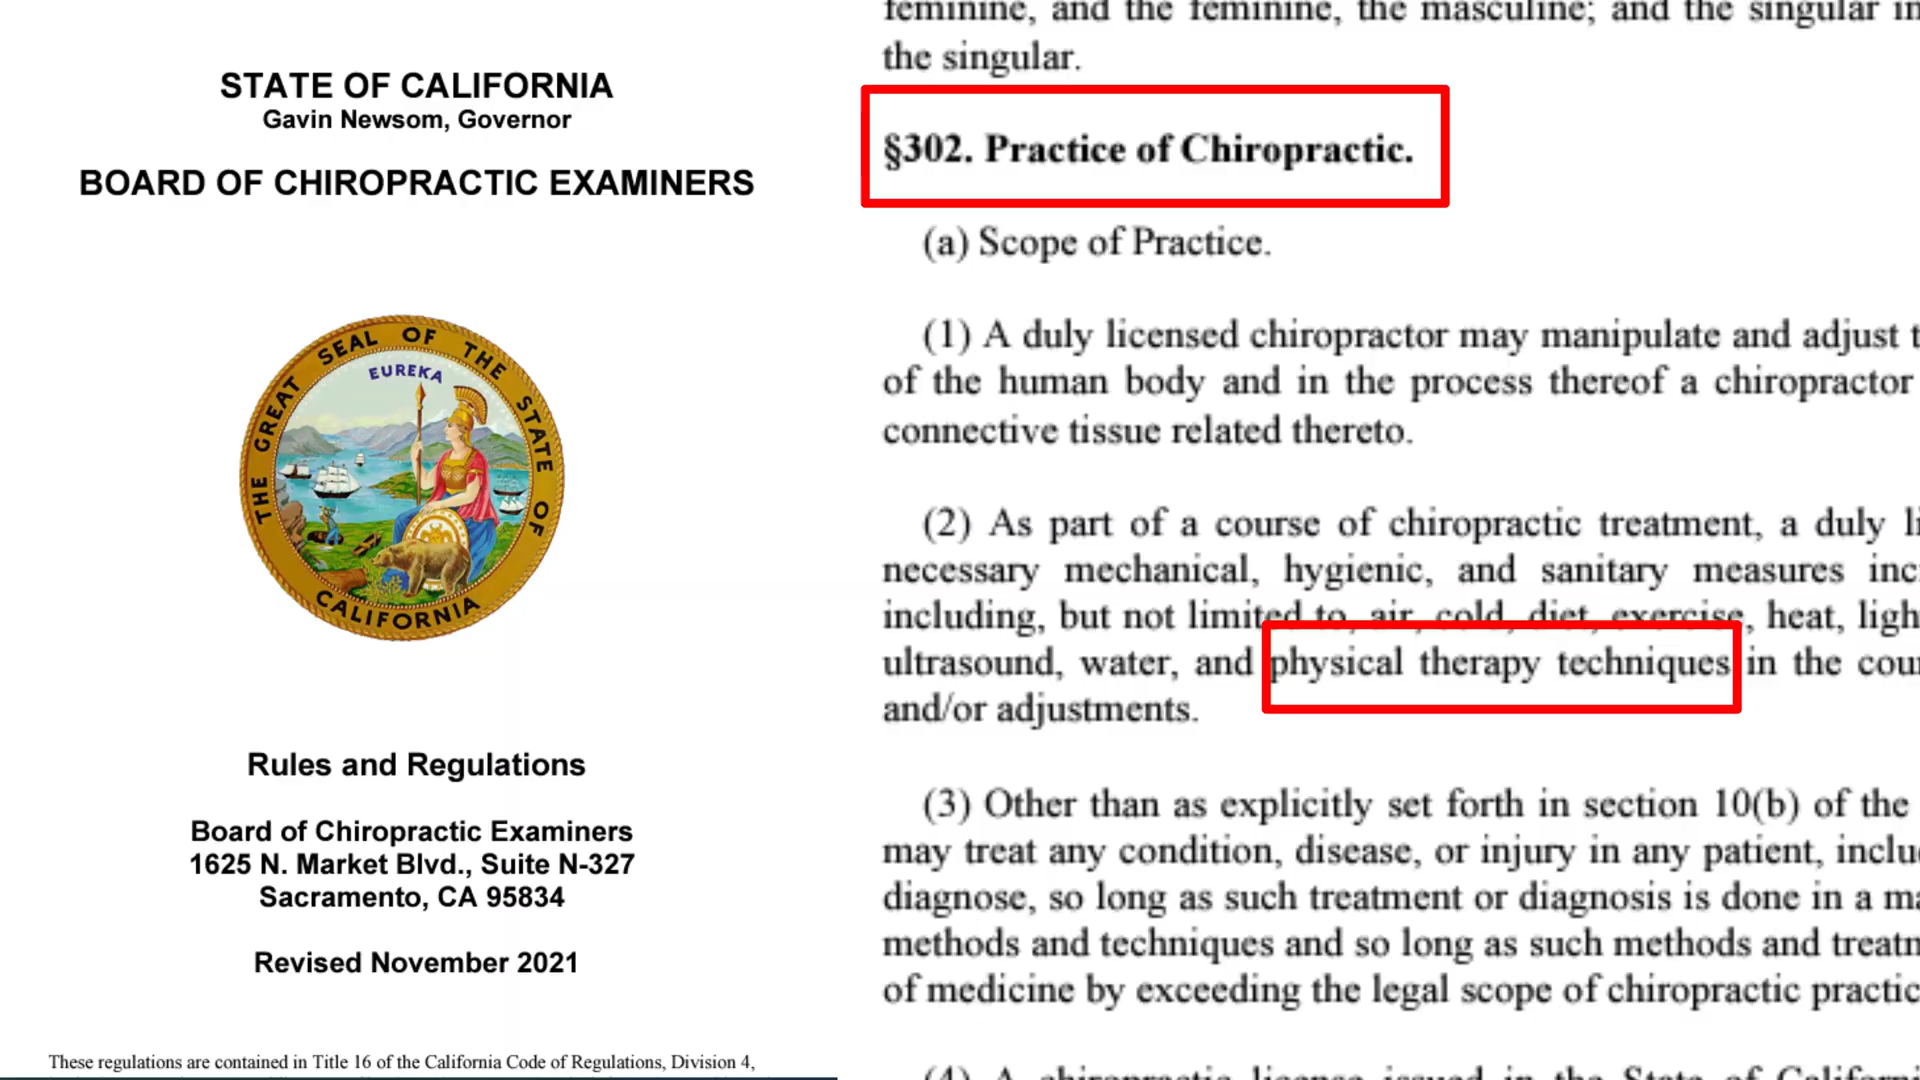 STATE OF CALIFORNIA
Gavin Newsom, Governor
BOARD OF CHIROPRACTIC EXAMINERS
THE GREAT SEAL OF THE STATE OF CALIFORNIA
EUREKA
Rules and Regulations
Board of Chiropractic Examiners
1625 N. Market Blvd., Suite N-327
Sacramento, CA 95834
Revised November 2021
These regulations are contained in Title 16 of the California Code of Regulations, Division 4,
feminine, and the feminine, the masculine; and the singular
the singular.
§302. Practice of Chiropractic.
(a) Scope of Practice.
(1) A duly licensed chiropractor may manipulate and adjust
of the human body and in the process thereof a chiropractor
connective tissue related thereto.
(2) As part of a course of chiropractic treatment, a duly
necessary mechanical, hygienic, and sanitary measures
including, but not limited to, air, cold, diet, exercise, heat,
ultrasound, water, and physical therapy techniques in the
and/or adjustments.
(3) Other than as explicitly set forth in section 10(b) of the
may treat any condition, disease, or injury in any patient,
diagnose, so long as such treatment or diagnosis is done in a
methods and techniques and so long as such methods and
of medicine by exceeding the legal scope of chiropractic
(4) A chiropractic license issued in the State of